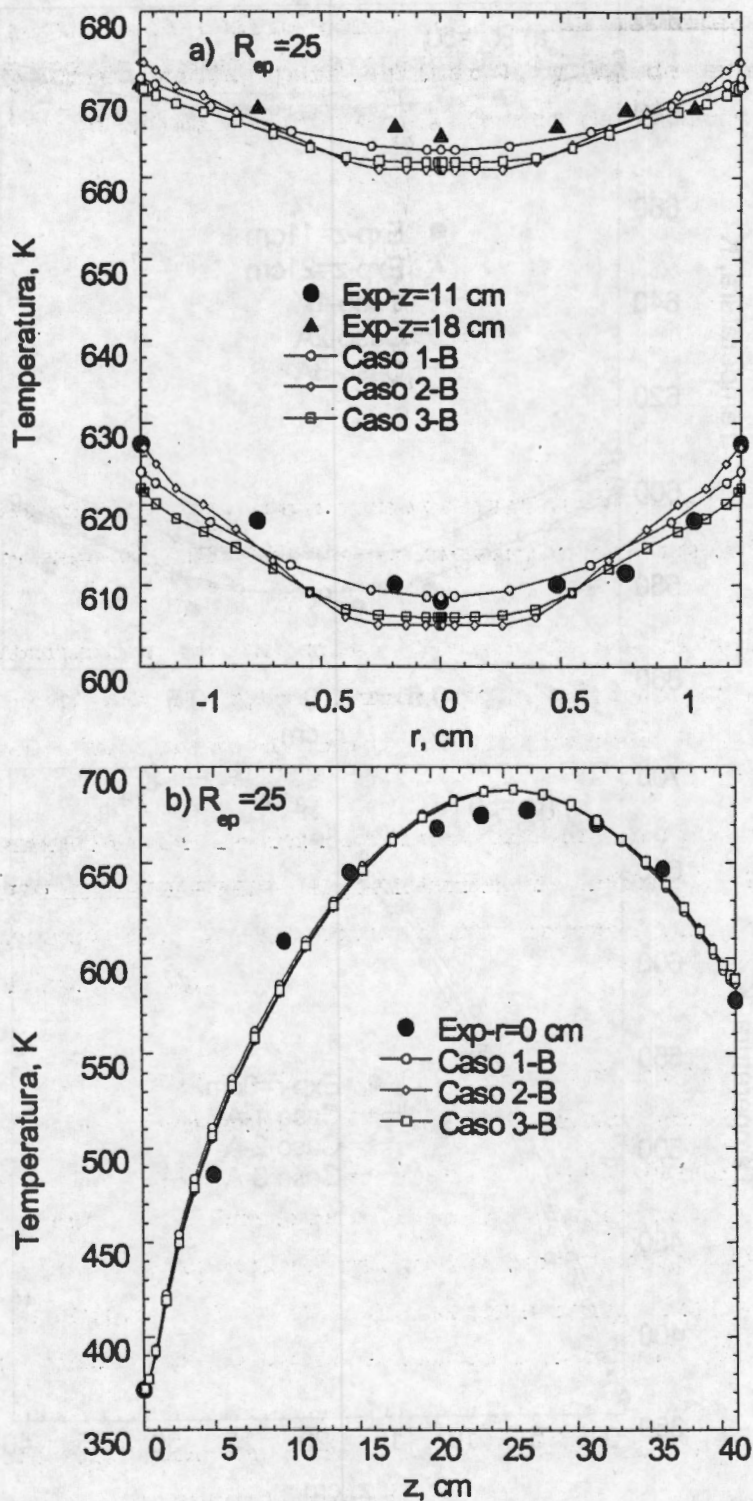 680
a) R_ep=25
670
660
650
640
630
620
610
600
Temperatura, K
Exp-z=11 cm
Exp-z=18 cm
Caso 1-B
Caso 2-B
Caso 3-B
-1 -0.5 0 0.5 1
r, cm
700
b) R_ep=25
650
600
550
500
450
400
350
Temperatura, K
Exp-r=0 cm
Caso 1-B
Caso 2-B
Caso 3-B
0 5 10 15 20 25 30 35 40
z, cm